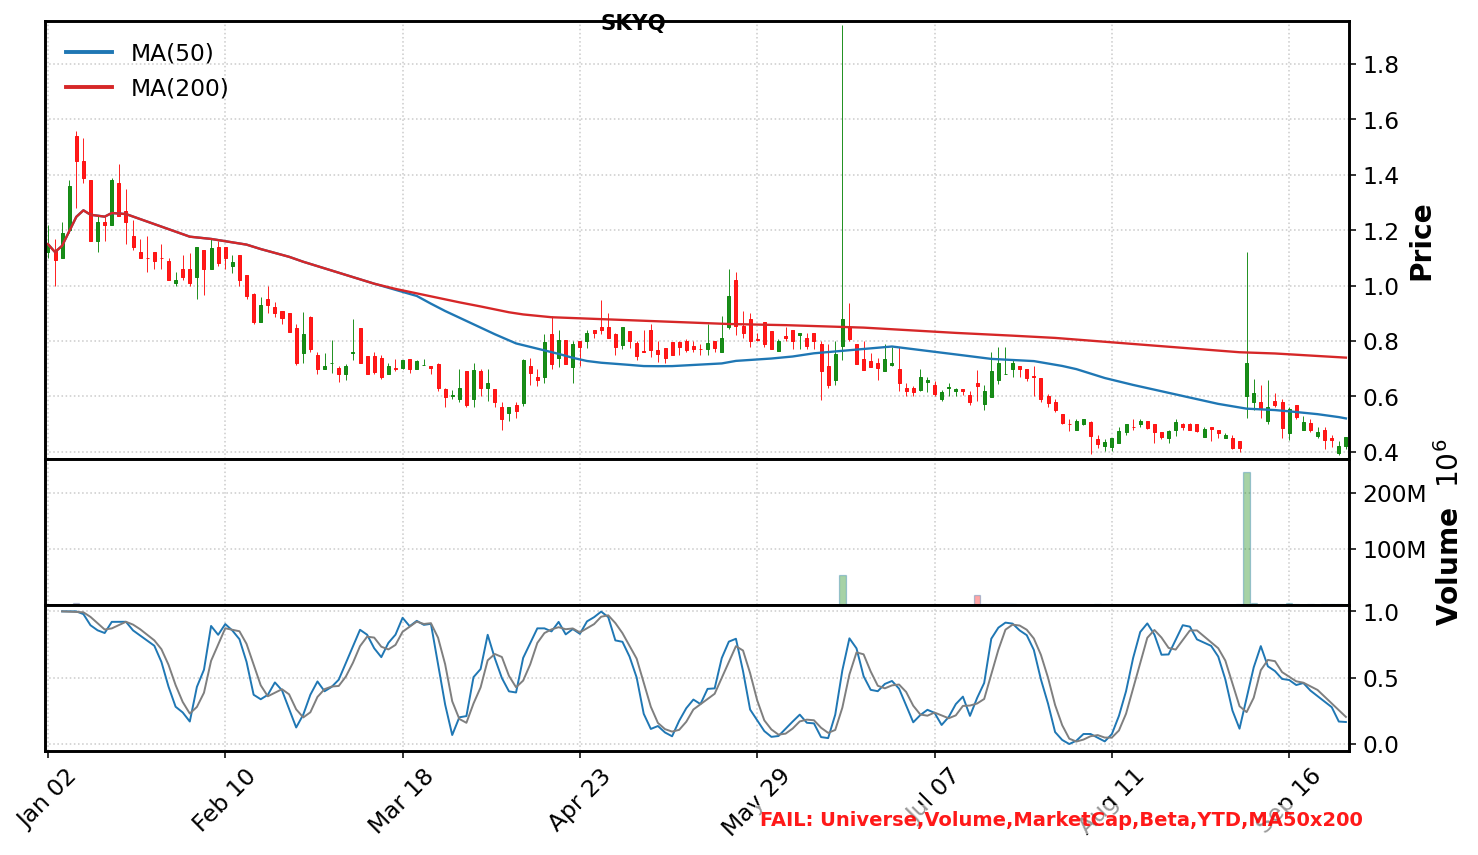 SKYQ
MA(50)
MA(200)
1.8
1.6
1.4
1.2
1.0
0.8
0.6
0.4
Price
200M
100M
Volume 10^6
1.0
0.5
0.0
Jan 02
Feb 10
Mar 18
Apr 23
May 29
Jul 07
Aug 11
Sep 16
FAIL: Universe,Volume,MarketCap,Beta,YTD,MA50x200